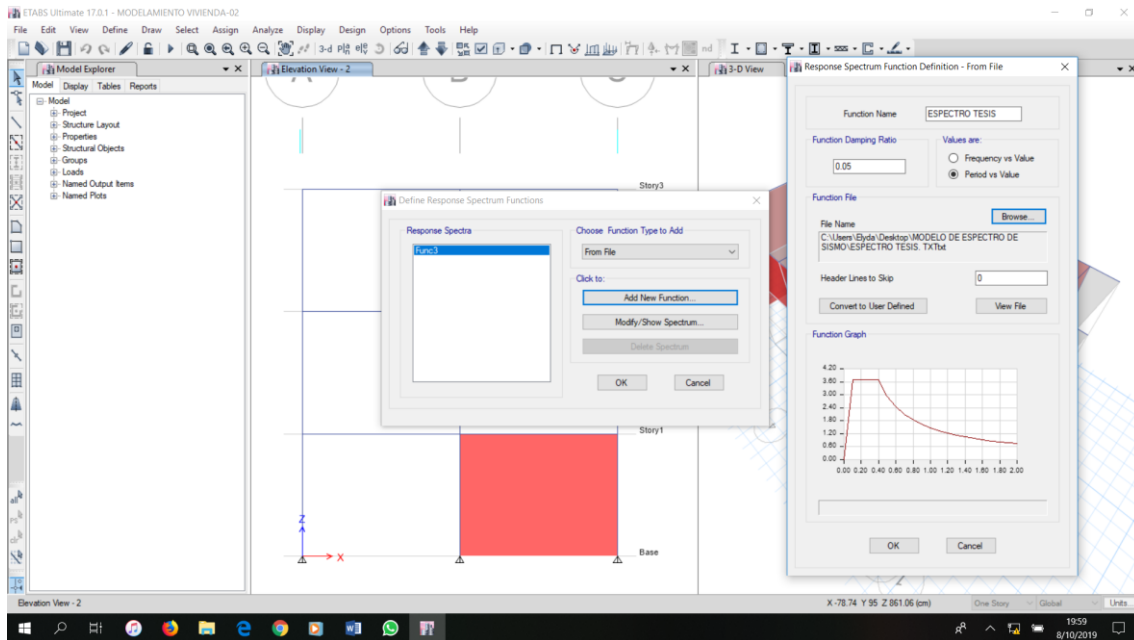 ETABS Ultimate 17.0.1 - MODELAMIENTO VIVIENDA-02
File Edit View Define Draw Select Assign Analyze Display Design Options Tools Help
3-d
nd
Model Explorer
Model Display Tables Reports
Model
Project
Structure Layout
Properties
Structural Objects
Groups
Loads
Named Output Items
Named Plots
Elevation View - 2
Story3
Story1
Base
Z
X
3-D View
Define Response Spectrum Functions
Response Spectra
Func3
Choose Function Type to Add
From File
Click to:
Add New Function...
Modify/Show Spectrum...
Delete Spectrum
OK Cancel
Response Spectrum Function Definition - From File
Function Name ESPECTRO TESIS
Function Damping Ratio
0.05
Values are:
Frequency vs Value
Period vs Value
Function File
Browse...
File Name
C:\Users\Elyda\Desktop\MODELO DE ESPECTRO DE
SISMO\ESPECTRO TESIS. TXTtxt
Header Lines to Skip 0
Convert to User Defined View File
Function Graph
4.20
3.60
3.00
2.40
1.80
1.20
0.60
0.00
0.00 0.20 0.40 0.60 0.80 1.00 1.20 1.40 1.60 1.80 2.00
OK Cancel
Elevation View - 2
X -78.74 Y 95 Z 861.06 (cm)
One Story Global Units...
19:59
8/10/2019